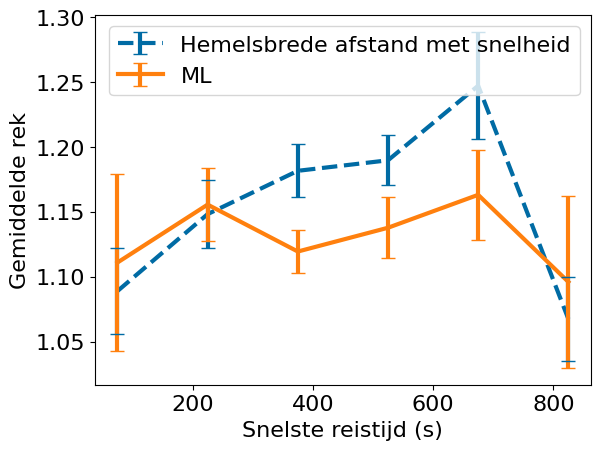 Hemelsbrede afstand met snelheid
ML
Gemiddelde rek
1.30
1.25
1.20
1.15
1.10
1.05
200 400 600 800
Snelste reistijd (s)